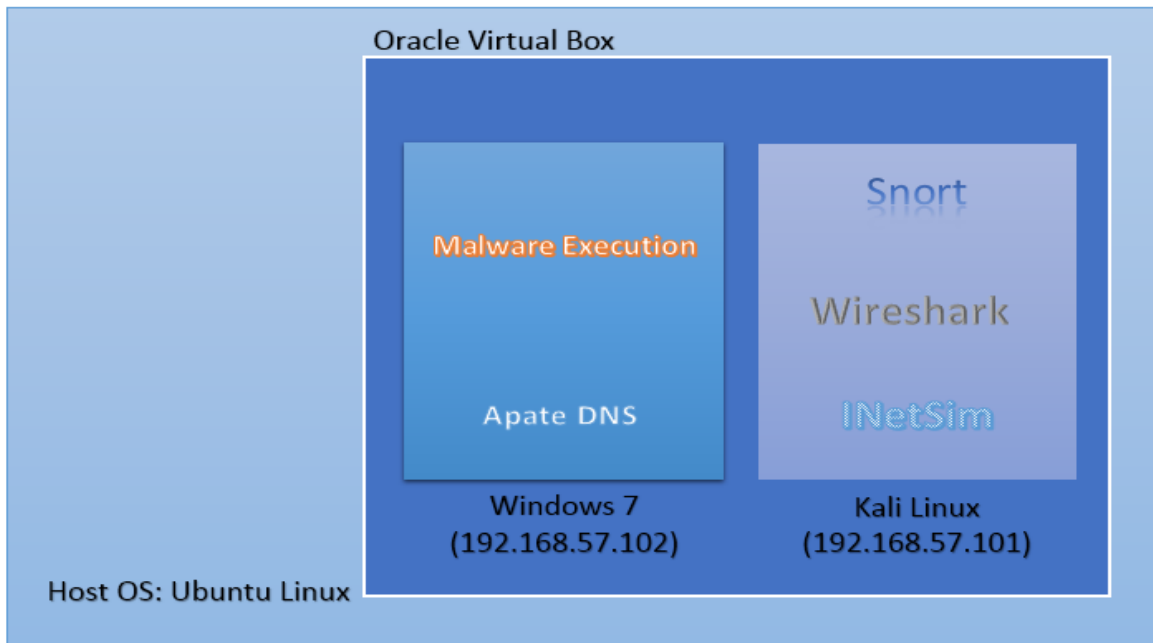 Oracle Virtual Box
Malware Execution
Apate DNS
Windows 7
(192.168.57.102)
Snort
Wireshark
INetSim
Kali Linux
(192.168.57.101)
Host OS: Ubuntu Linux